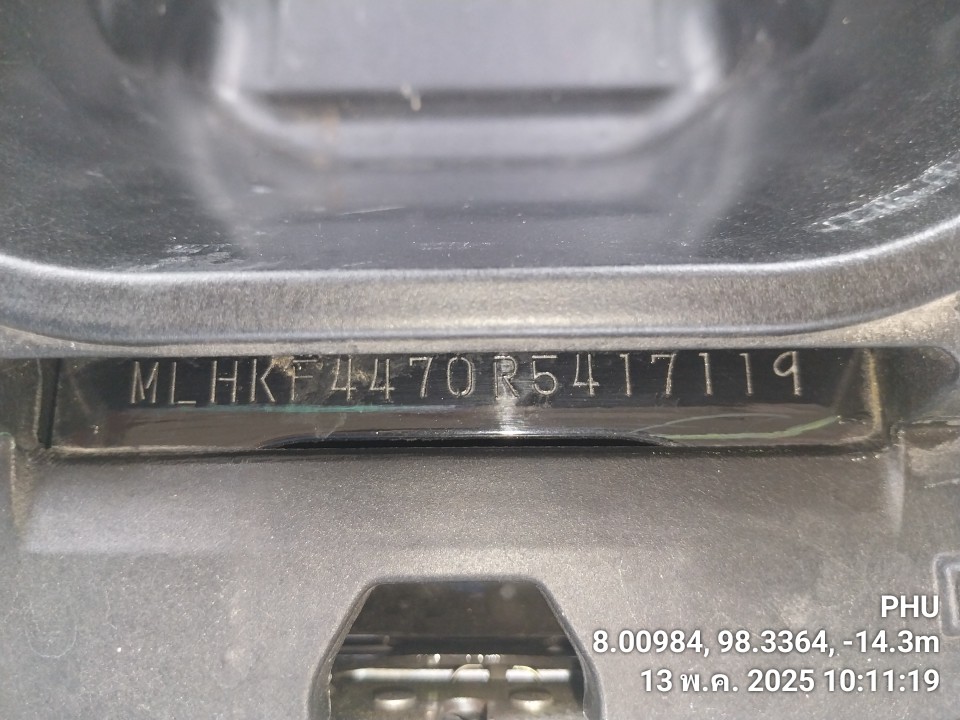 MLHKF4470R5417119
PHU
8.00984, 98.3364, -14.3m
13 พ.ค. 2025 10:11:19